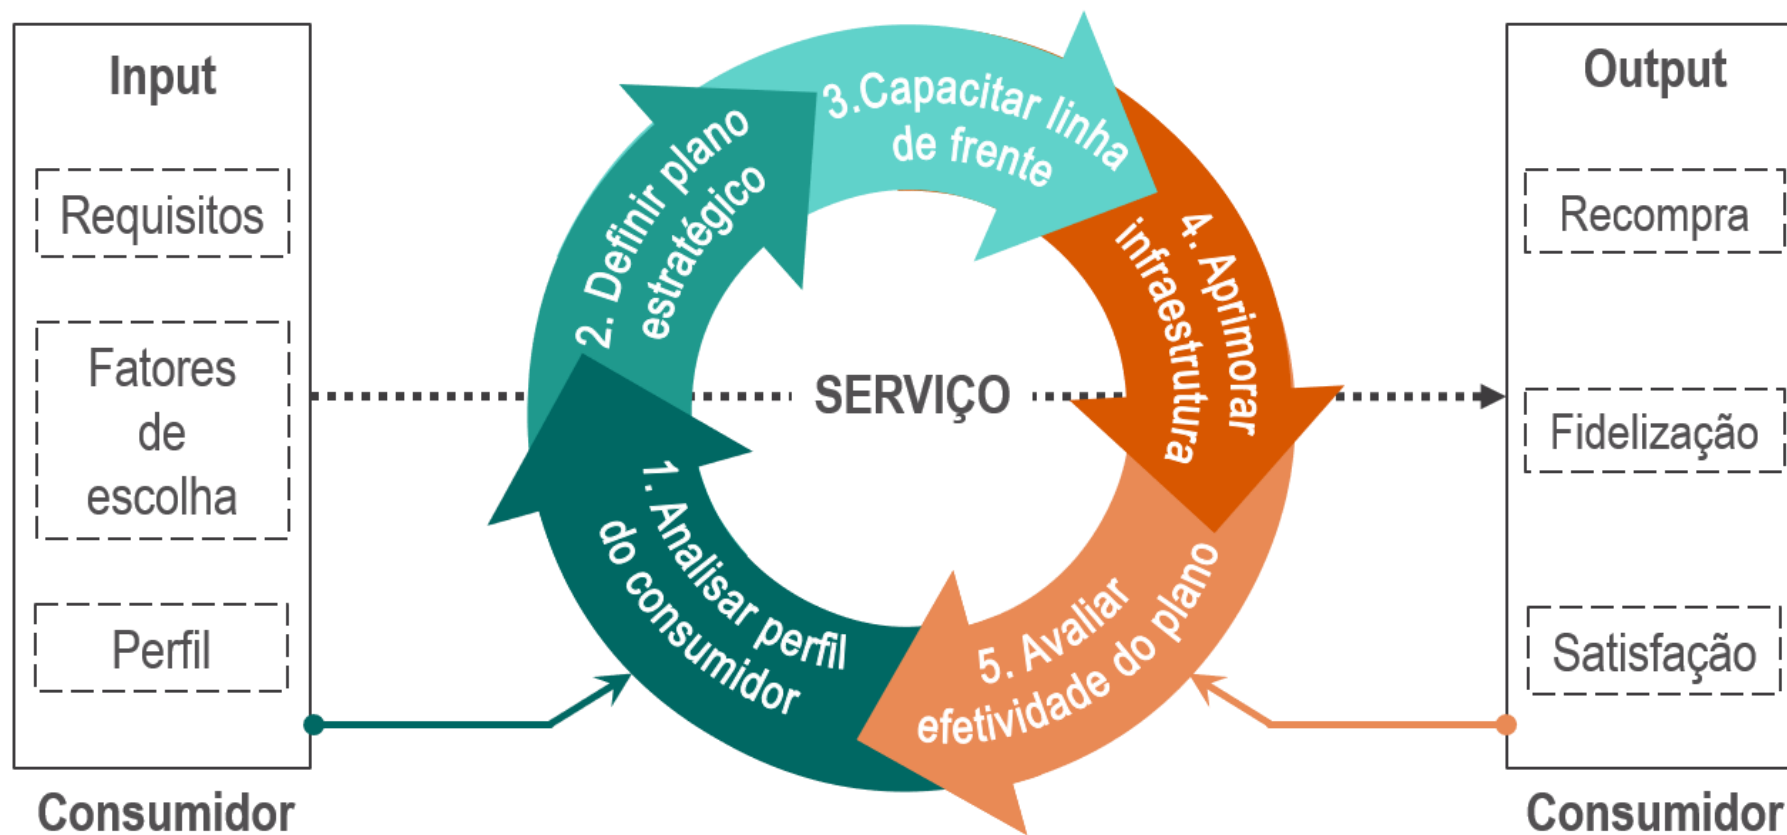 Input
Requisitos
Fatores
de
escolha
Perfil
Consumidor
1. Analisar perfil
do consumidor
2. Definir plano
estratégico
3.Capacitar linha
de frente
4. Aprimorar
infraestrutura
5. Avaliar
efetividade do plano
SERVIÇO
Output
Recompra
Fidelização
Satisfação
Consumidor